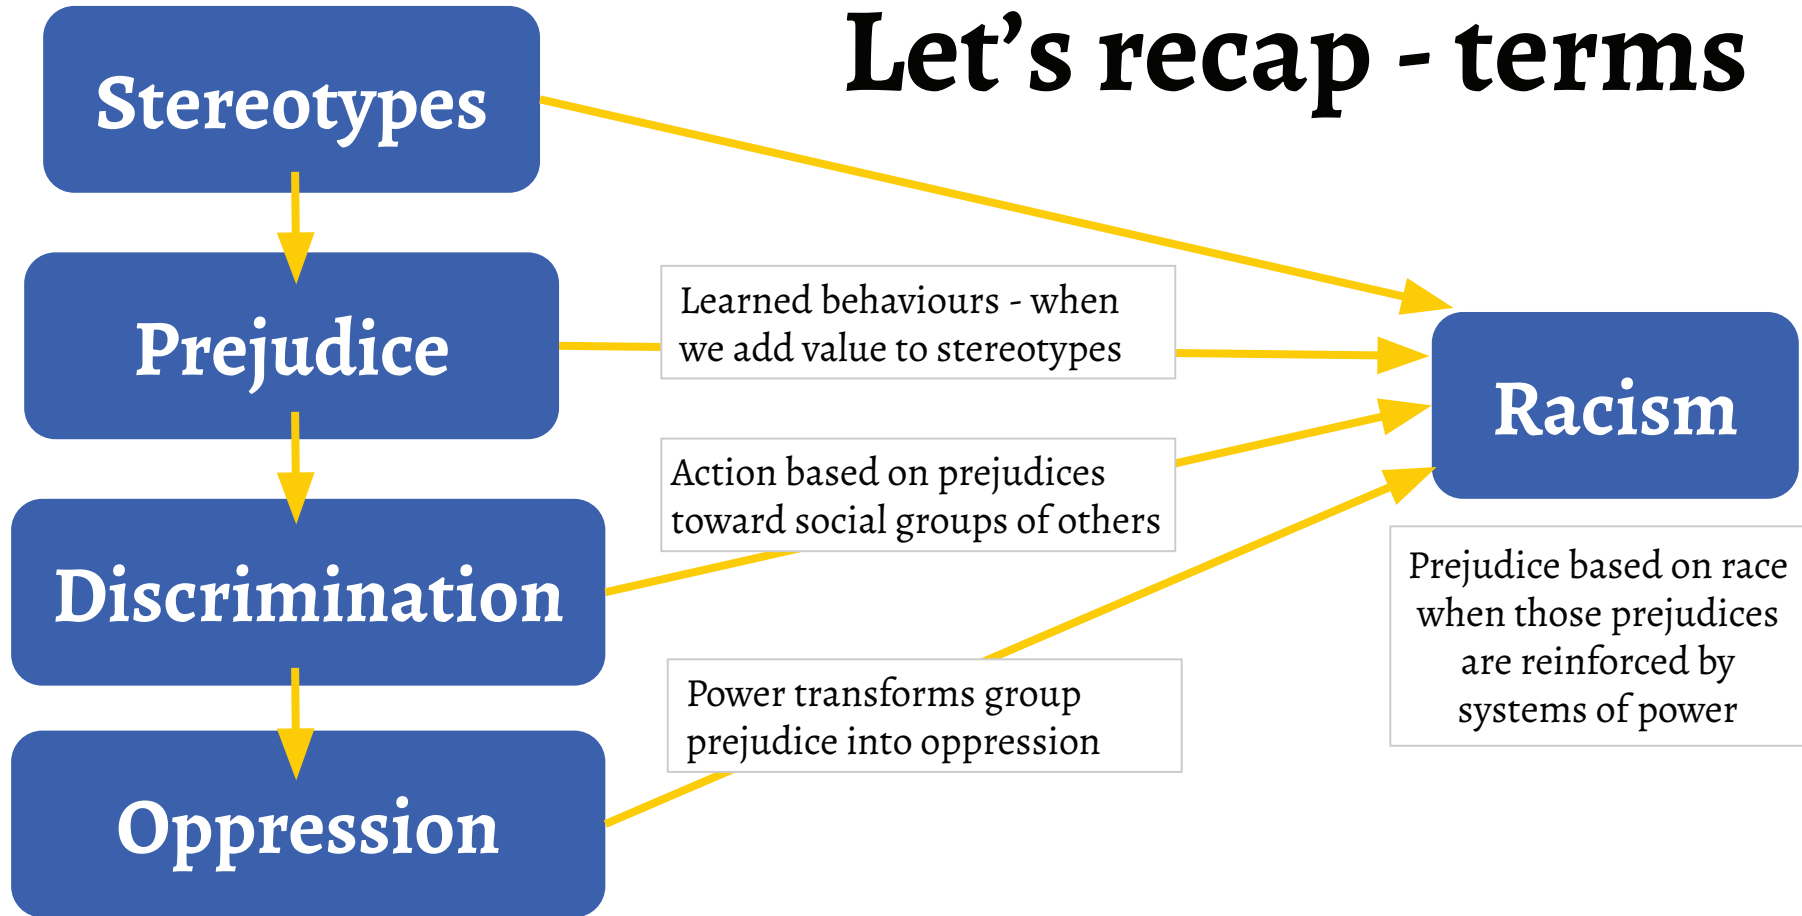 Let’s recap - terms
Stereotypes
Prejudice
Learned behaviours - when
we add value to stereotypes
Discrimination
Action based on prejudices
toward social groups of others
Oppression
Power transforms group
prejudice into oppression
Racism
Prejudice based on race
when those prejudices
are reinforced by
systems of power